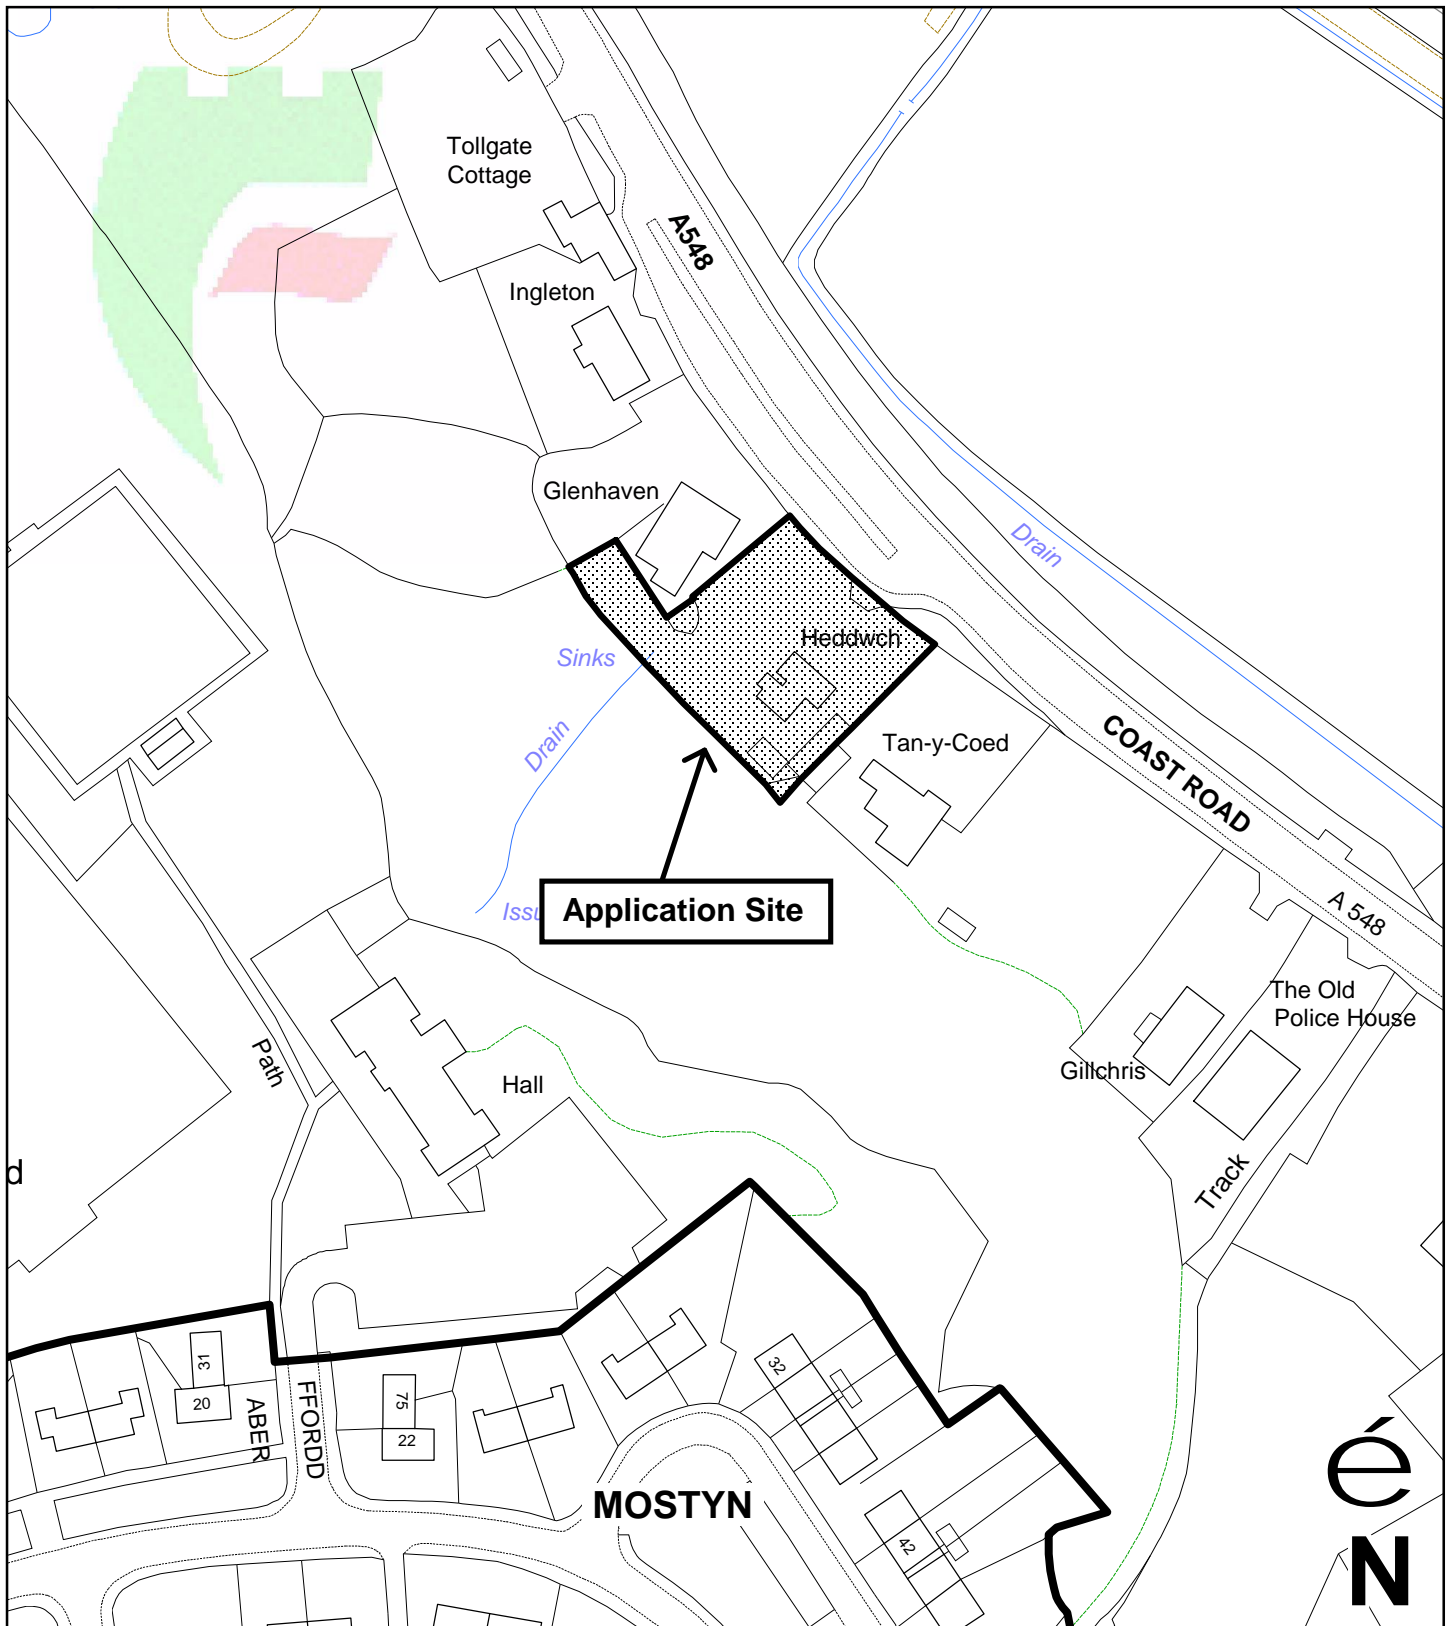 Tollgate
Cottage
A548
Ingleton
Glenhaven
Drain
Heddwch
Sinks
Drain
Tan-y-Coed
COAST ROAD
Application Site
A 548
The Old
Police House
Path
Hall
Gillchris
Track
d
31
20
ABER
FFORDD
75
22
32
42
MOSTYN
é
N